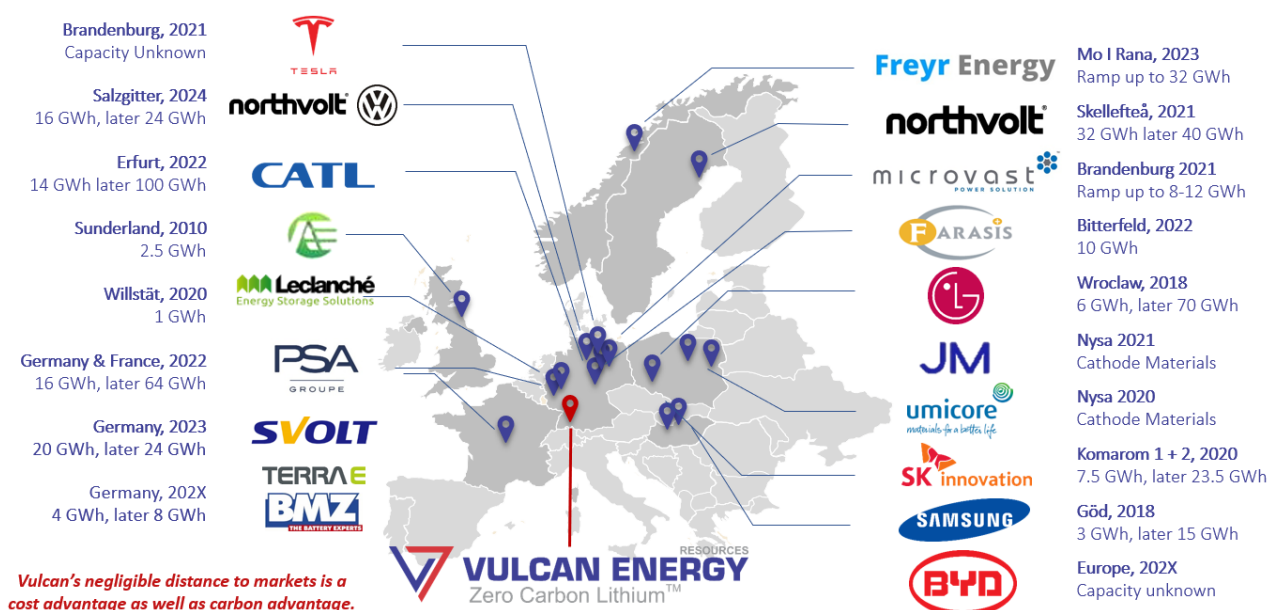 Brandenburg, 2021
Capacity Unknown
TESLA
Salzgitter, 2024
16 GWh, later 24 GWh
northvolt
Erfurt, 2022
14 GWh later 100 GWh
CATL
Sunderland, 2010
2.5 GWh
Willstät, 2020
1 GWh
Leclanché
Energy Storage Solutions
Germany & France, 2022
16 GWh, later 64 GWh
PSA
GROUPE
Germany, 2023
20 GWh, later 24 GWh
SVOLT
Germany, 202X
4 GWh, later 8 GWh
TERRA E
BMZ
THE BATTERY EXPERTS
Vulcan's negligible distance to markets is a
cost advantage as well as carbon advantage.
RESOURCES
VULCAN ENERGY
Zero Carbon Lithium™
Freyr Energy
Mo I Rana, 2023
Ramp up to 32 GWh
northvolt
Skellefteå, 2021
32 GWh later 40 GWh
microvast
POWER SOLUTION
Brandenburg 2021
Ramp up to 8-12 GWh
FARASIS
Bitterfeld, 2022
10 GWh
LG
Wroclaw, 2018
6 GWh, later 70 GWh
JM
Nysa 2021
Cathode Materials
umicore
materials for a better life
Nysa 2020
Cathode Materials
SK innovation
Komarom 1 + 2, 2020
7.5 GWh, later 23.5 GWh
SAMSUNG
Göd, 2018
3 GWh, later 15 GWh
BYD
Europe, 202X
Capacity unknown